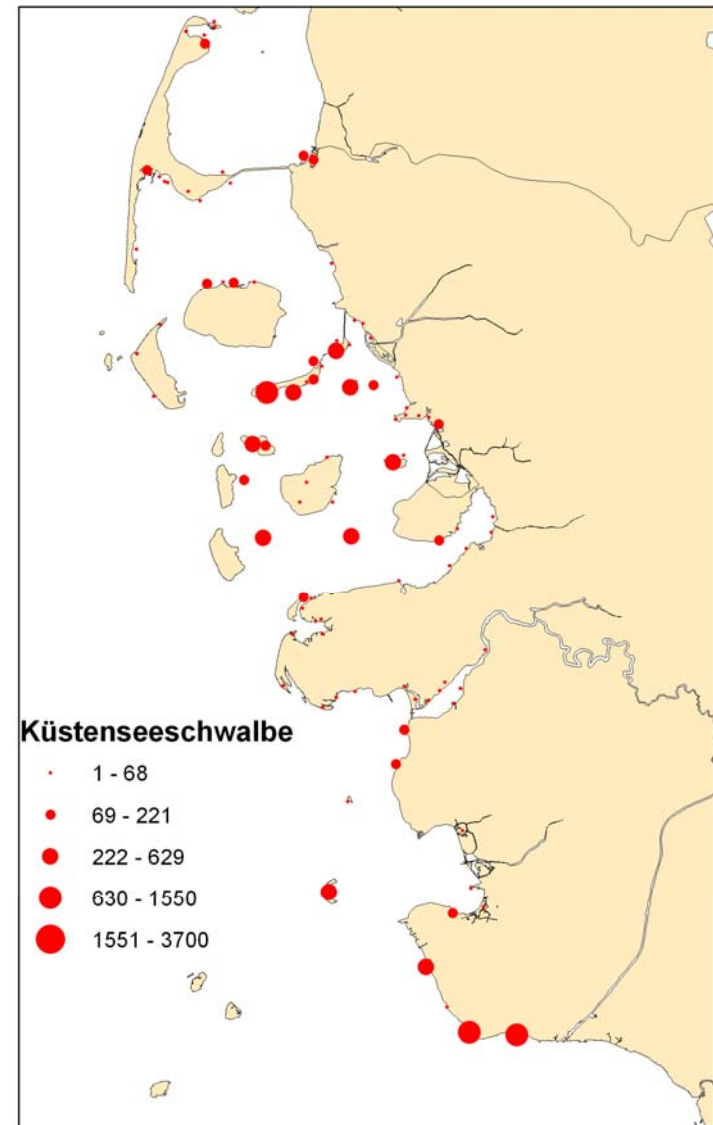 Küstenseeschwalbe
1 - 68
69 - 221
222 - 629
630 - 1550
1551 - 3700